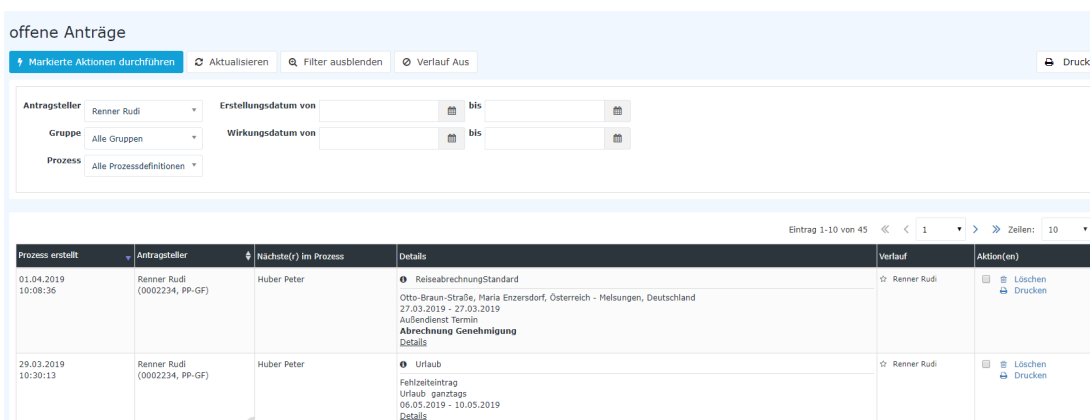 offene Anträge
Markierte Aktionen durchführen Aktualisieren Filter ausblenden Verlauf Aus Druck
Antragsteller Renner Rudi Erstellungsdatum von bis
Gruppe Alle Gruppen Wirkungsdatum von bis
Prozess Alle Prozessdefinitionen
Eintrag 1-10 von 45 1 Zeilen: 10
Prozess erstellt Antragsteller Nächste(r) im Prozess Details Verlauf Aktion(en)
01.04.2019 Renner Rudi Huber Peter ReiseabrechnungStandard Renner Rudi Löschen
10:08:36 (0002234, PP-GF) Drucken
Otto-Braun-Straße, Maria Enzersdorf, Österreich - Melsungen, Deutschland
27.03.2019 - 27.03.2019
Außendienst Termin
Abrechnung Genehmigung
Details
29.03.2019 Renner Rudi Huber Peter Urlaub Renner Rudi Löschen
10:30:13 (0002234, PP-GF) Drucken
Fehlzeiteintrag
Urlaub ganztags
06.05.2019 - 10.05.2019
Details